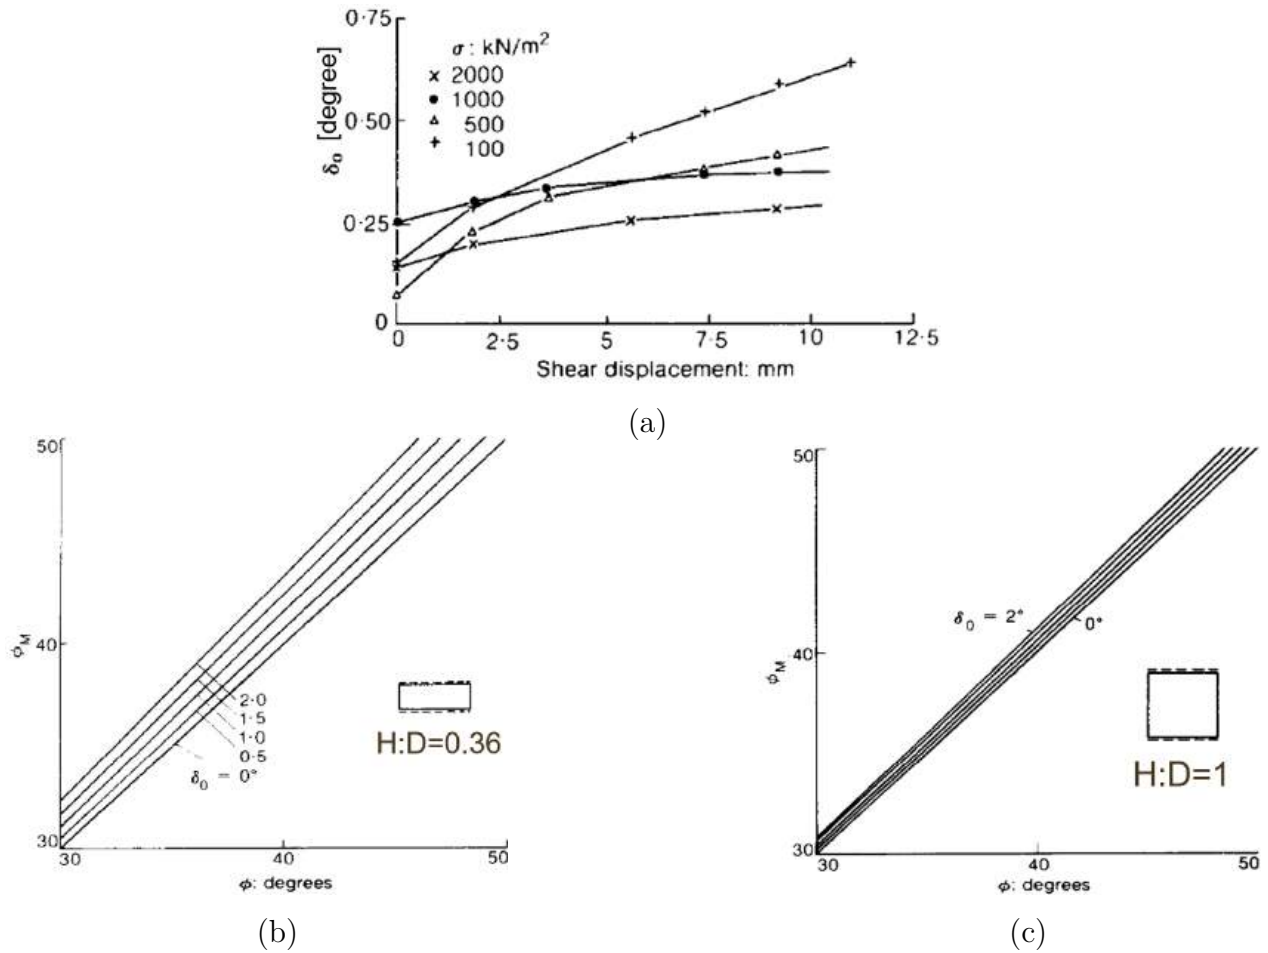 0·75
0·50
0·25
0
δ₀ [degree]
σ : kN/m²
× 2000
● 1000
△ 500
+ 100
0 2·5 5 7·5 10 12·5
Shear displacement: mm
(a)
50
40
30
ϕM
2·0
1·5
1·0
0·5
δ₀ = 0°
H:D=0.36
30 40 50
ϕ: degrees
(b)
50
40
30
ϕM
δ₀ = 2°
0°
H:D=1
30 40 50
ϕ: degrees
(c)